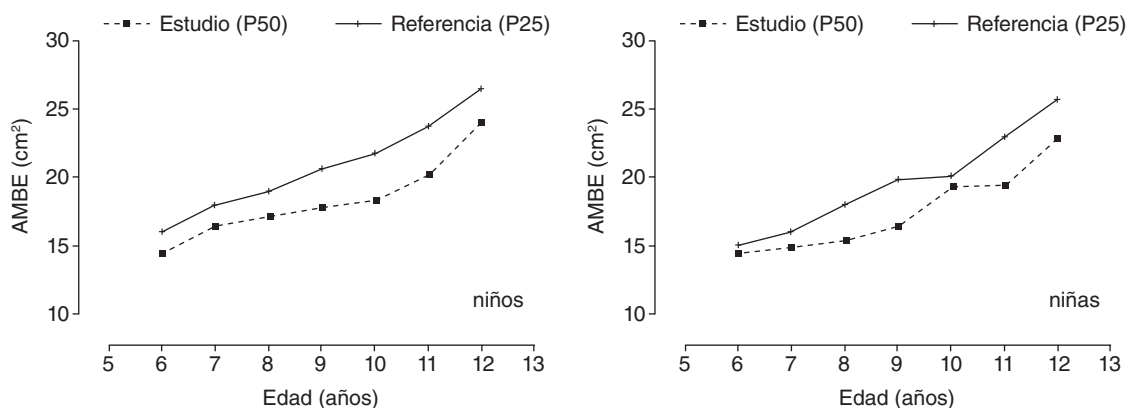 Estudio (P50) Referencia (P25)
30
25
20
15
10
AMBE (cm²)
niños
5 6 7 8 9 10 11 12 13
Edad (años)
Estudio (P50) Referencia (P25)
30
25
20
15
10
AMBE (cm²)
niñas
5 6 7 8 9 10 11 12 13
Edad (años)